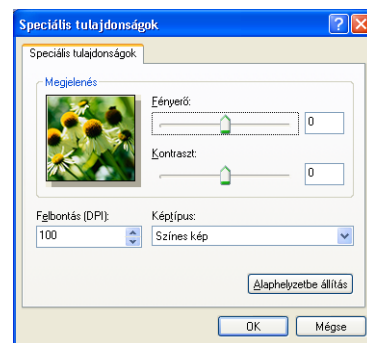 Speciális tulajdonságok
Speciális tulajdonságok
Megjelenés
Fényerő:
0
Kontraszt:
0
Felbontás (DPI): Képtípus:
100 Színes kép
Alaphelyzetbe állítás
OK Mégse